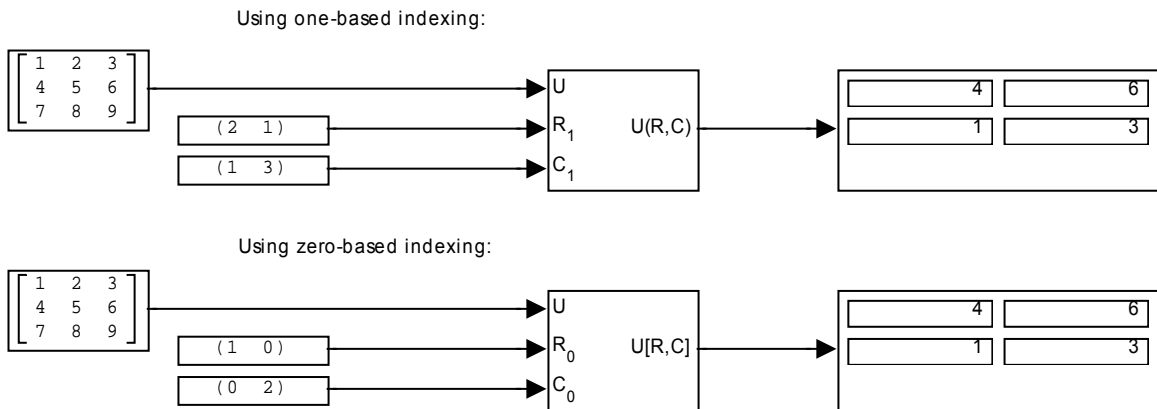 Using one-based indexing:
1 2 3
4 5 6
7 8 9
(2 1)
(1 3)
U
R1
C1
U(R,C)
4 6
1 3
Using zero-based indexing:
1 2 3
4 5 6
7 8 9
(1 0)
(0 2)
U
R0
C0
U[R,C]
4 6
1 3